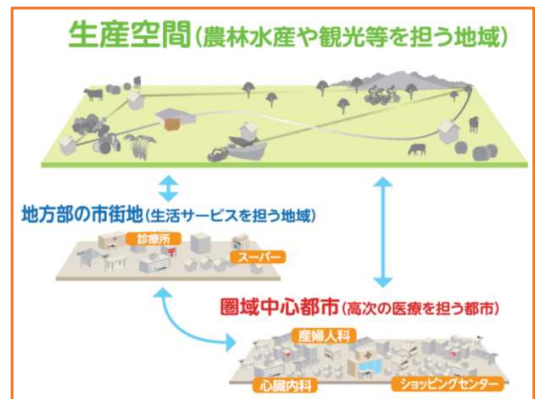 生産空間(農林水産や観光等を担う地域)
地方部の市街地(生活サービスを担う地域)
診療所
スーパー
圏域中心都市(高次の医療を担う都市)
産婦人科
心臓内科
ショッピングセンター